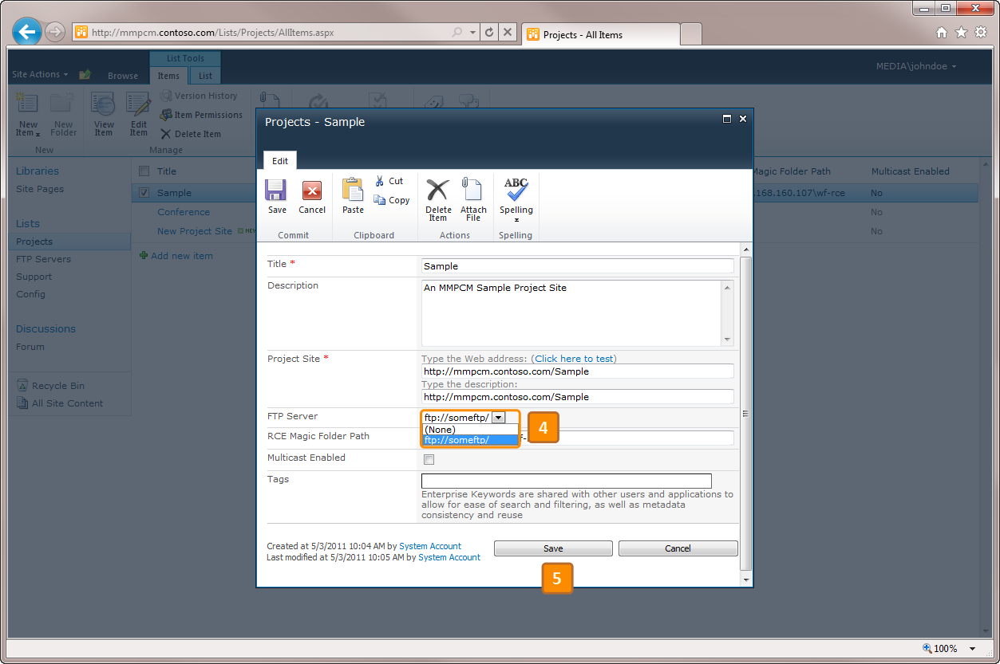 http://mmpcm.contoso.com/Lists/Projects/AllItems.aspx
Projects - All Items
List Tools
MEDIA\johndoe
Site Actions
Browse
Items
List
New Item
New Folder
View Item
Edit Item
Version History
Item Permissions
Delete Item
New
Manage
Libraries
Site Pages
Lists
Projects
FTP Servers
Support
Config
Discussions
Forum
Recycle Bin
All Site Content
Title
Sample
Conference
New Project Site
NEW
Add new item
Magic Folder Path
Multicast Enabled
.168.160.107\wf-rce
No
No
No
Projects - Sample
Edit
Save
Cancel
Paste
Cut
Copy
Delete Item
Attach File
ABC
Spelling
Commit
Clipboard
Actions
Spelling
Title *
Sample
Description
An MMPCM Sample Project Site
Project Site *
Type the Web address: (Click here to test)
http://mmpcm.contoso.com/Sample
Type the description:
http://mmpcm.contoso.com/Sample
FTP Server
ftp://someftp/
(None)
ftp://someftp/
4
RCE Magic Folder Path
Multicast Enabled
Tags
Enterprise Keywords are shared with other users and applications to
allow for ease of search and filtering, as well as metadata
consistency and reuse
Created at 5/3/2011 10:04 AM by System Account
Last modified at 5/3/2011 10:05 AM by System Account
Save
Cancel
5
100%